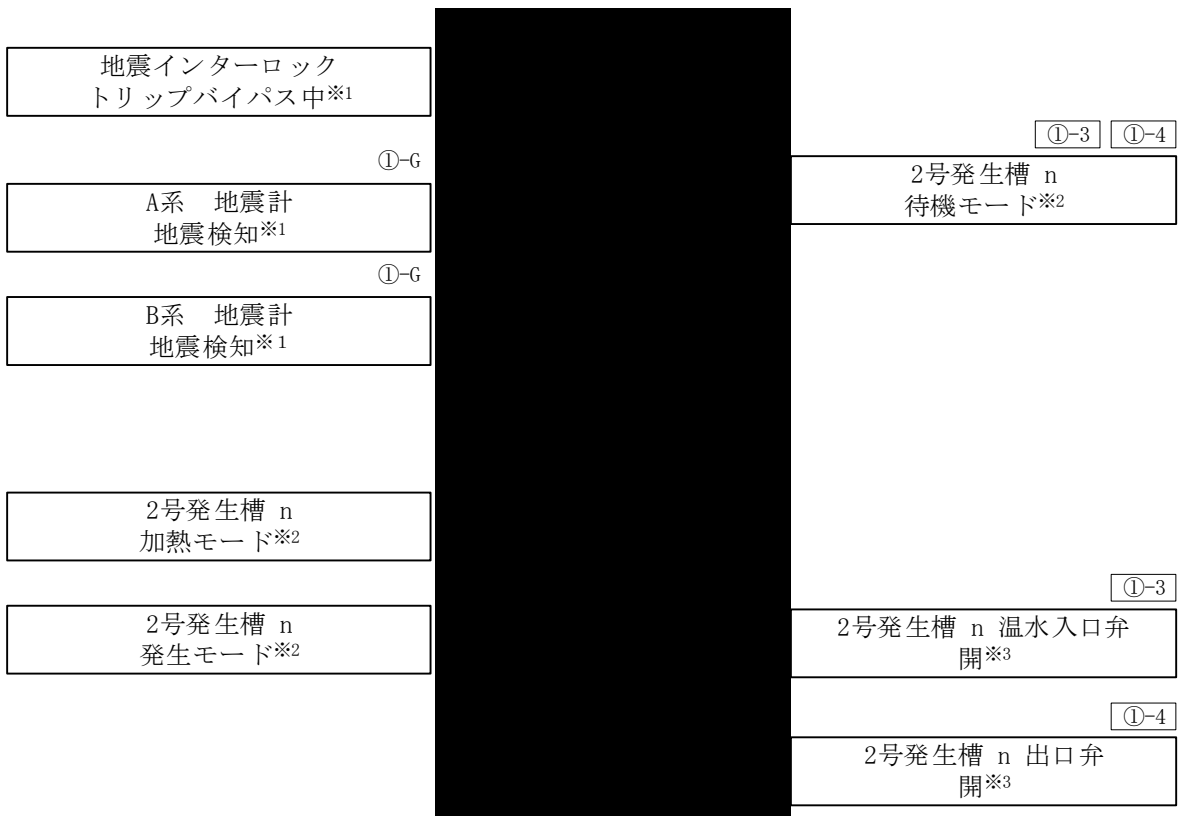 地震インターロック
トリップバイパス中※1
①-G
A系　地震計
地震検知※1
①-G
B系　地震計
地震検知※1
2号発生槽 n
加熱モード※2
2号発生槽 n
発生モード※2
①-3 ①-4
2号発生槽 n
待機モード※2
①-3
2号発生槽 n 温水入口弁
開※3
①-4
2号発生槽 n 出口弁
開※3